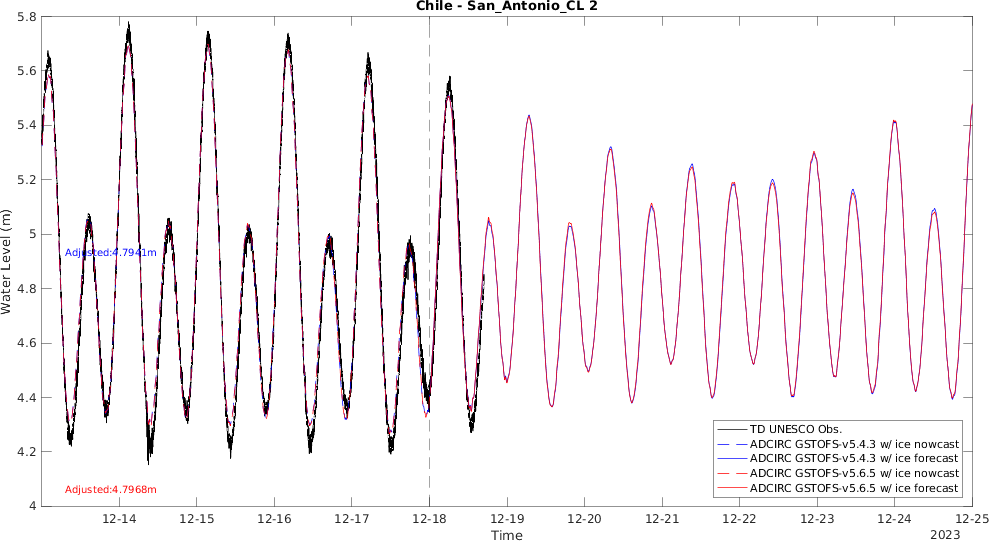 Chile - San_Antonio_CL 2
5.8
5.6
5.4
5.2
5
4.8
4.6
4.4
4.2
4
Water Level (m)
Adjusted:4.7941m
Adjusted:4.7968m
TD UNESCO Obs.
ADCIRC GSTOFS-v5.4.3 w/ ice nowcast
ADCIRC GSTOFS-v5.4.3 w/ ice forecast
ADCIRC GSTOFS-v5.6.5 w/ ice nowcast
ADCIRC GSTOFS-v5.6.5 w/ ice forecast
12-14 12-15 12-16 12-17 12-18 12-19 12-20 12-21 12-22 12-23 12-24 12-25
Time
2023